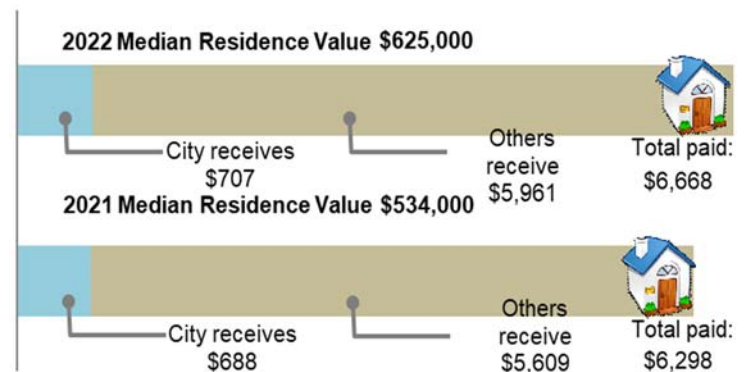 2022 Median Residence Value $625,000
City receives
$707
Others
receive
$5,961
Total paid:
$6,668
2021 Median Residence Value $534,000
City receives
$688
Others
receive
$5,609
Total paid:
$6,298